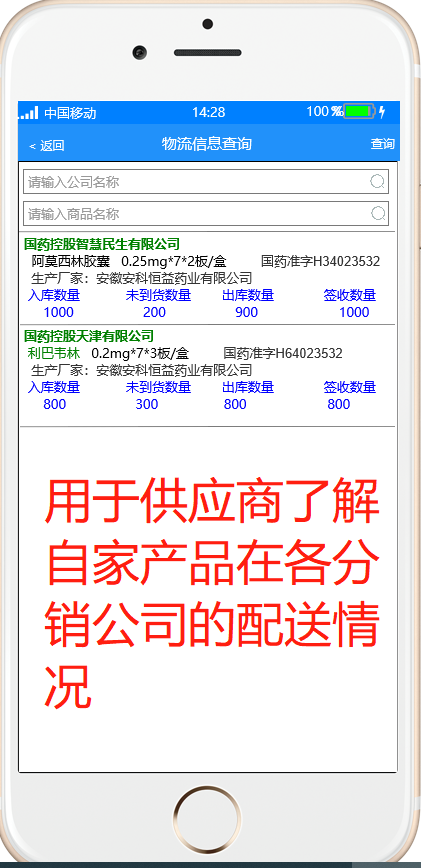 中国移动 14:28 100%
< 返回 物流信息查询 查询
请输入公司名称
请输入商品名称
国药控股智慧民生有限公司
阿莫西林胶囊 0.25mg*7*2板/盒 国药准字H34023532
生产厂家：安徽安科恒益药业有限公司
入库数量 未到货数量 出库数量 签收数量
1000 200 900 1000
国药控股天津有限公司
利巴韦林 0.2mg*7*3板/盒 国药准字H64023532
生产厂家：安徽安科恒益药业有限公司
入库数量 未到货数量 出库数量 签收数量
800 300 800 800
用于供应商了解
自家产品在各分
销公司的配送情
况